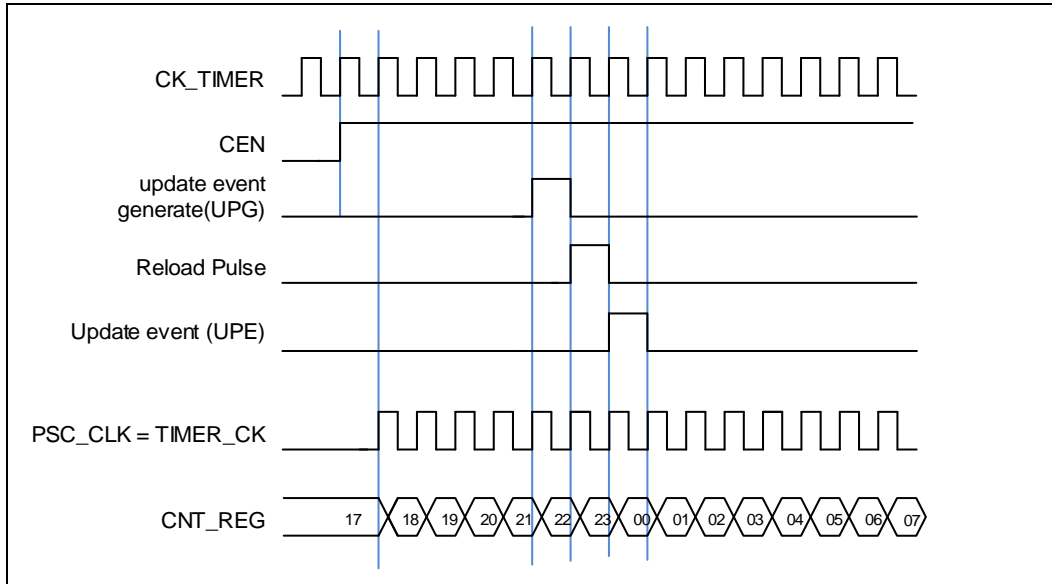 CK_TIMER
CEN
update event
generate(UPG)
Reload Pulse
Update event (UPE)
PSC_CLK = TIMER_CK
CNT_REG 17 18 19 20 21 22 23 00 01 02 03 04 05 06 07